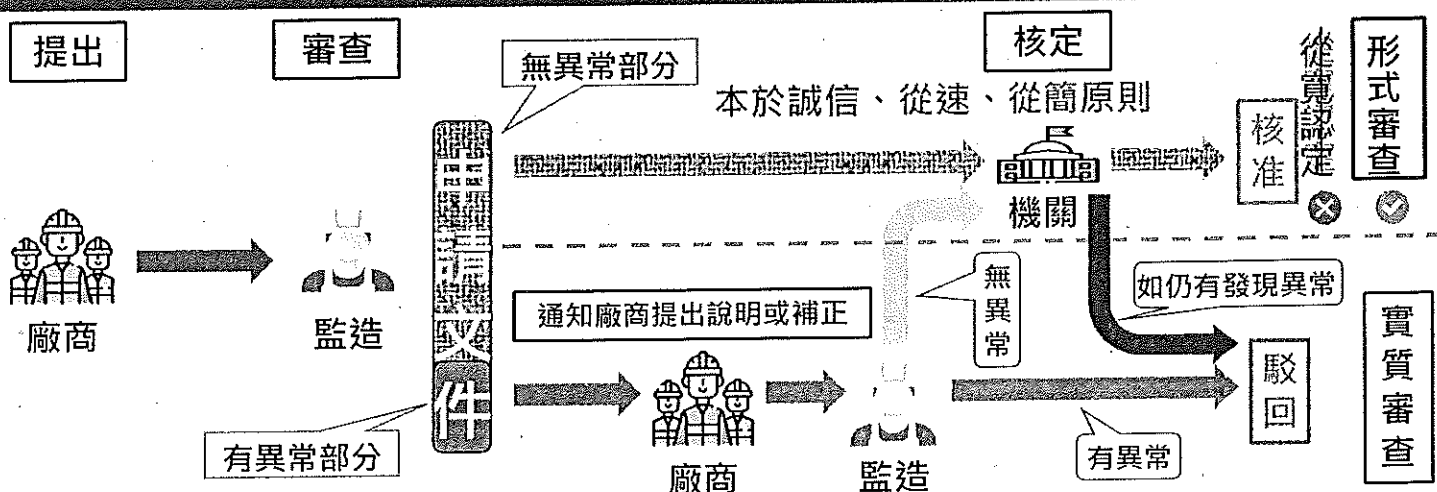 提出
審查
無異常部分
核定
本於誠信、從速、從簡原則
機關
核准
從寬認定
形式審查
廠商
監造
申請文件
通知廠商提出說明或補正
無異常
如仍有發現異常
有異常部分
廠商
監造
有異常
駁回
實質審查